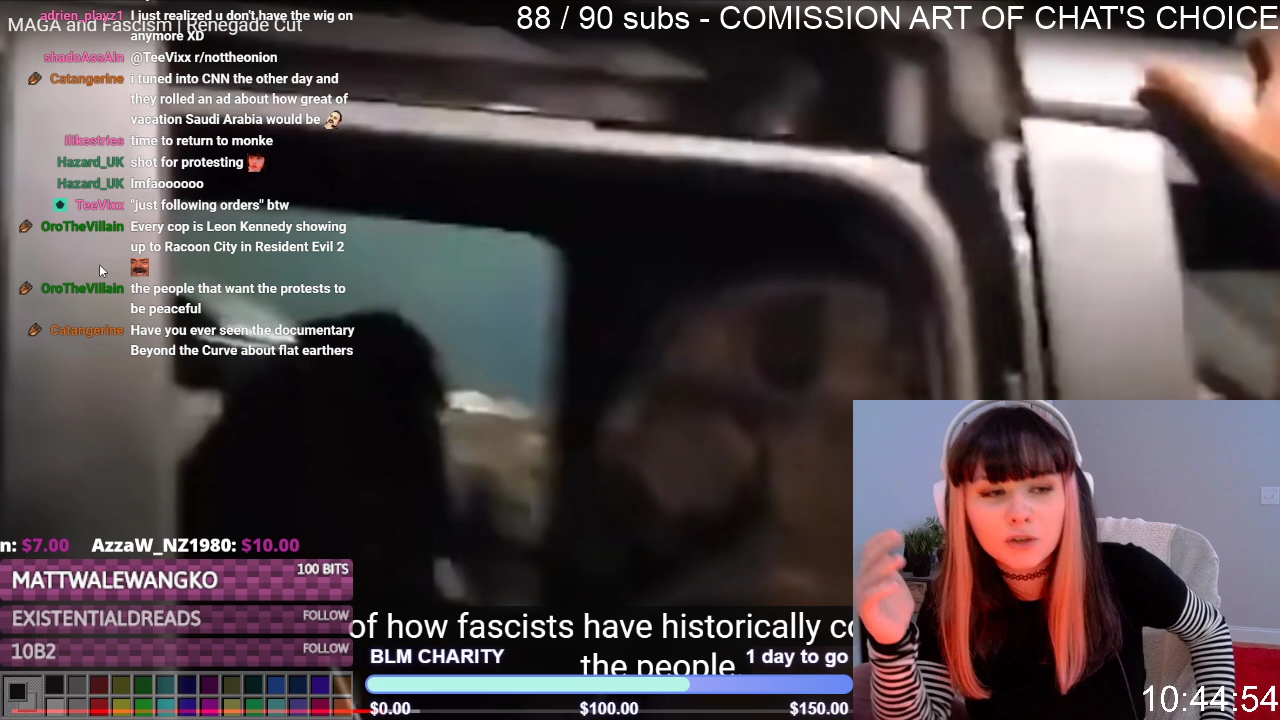 88 / 90 subs - COMISSION ART OF CHAT'S CHOICE
MAGA and Fascism | Renegade Cut
adrien_playz1 I just realized u don't have the wig on
anymore XD
shadoAssAin @TeeVixx r/nottheonion
Catangerine i tuned into CNN the other day and
they rolled an ad about how great of
vacation Saudi Arabia would be
ilikestries time to return to monke
Hazard_UK shot for protesting
Hazard_UK lmfaoooooo
TeeVixx "just following orders" btw
OroTheVillain Every cop is Leon Kennedy showing
up to Racoon City in Resident Evil 2
OroTheVillain the people that want the protests to
be peaceful
Catangerine Have you ever seen the documentary
Beyond the Curve about flat earthers
n: $7.00 AzzaW_NZ1980: $10.00
MATTWALEWANGKO 100 BITS
EXISTENTIALDREADS FOLLOW
10B2 FOLLOW
of how fascists have historically
the people.
BLM CHARITY 1 day to go
$0.00 $100.00 $150.00
10:44:54